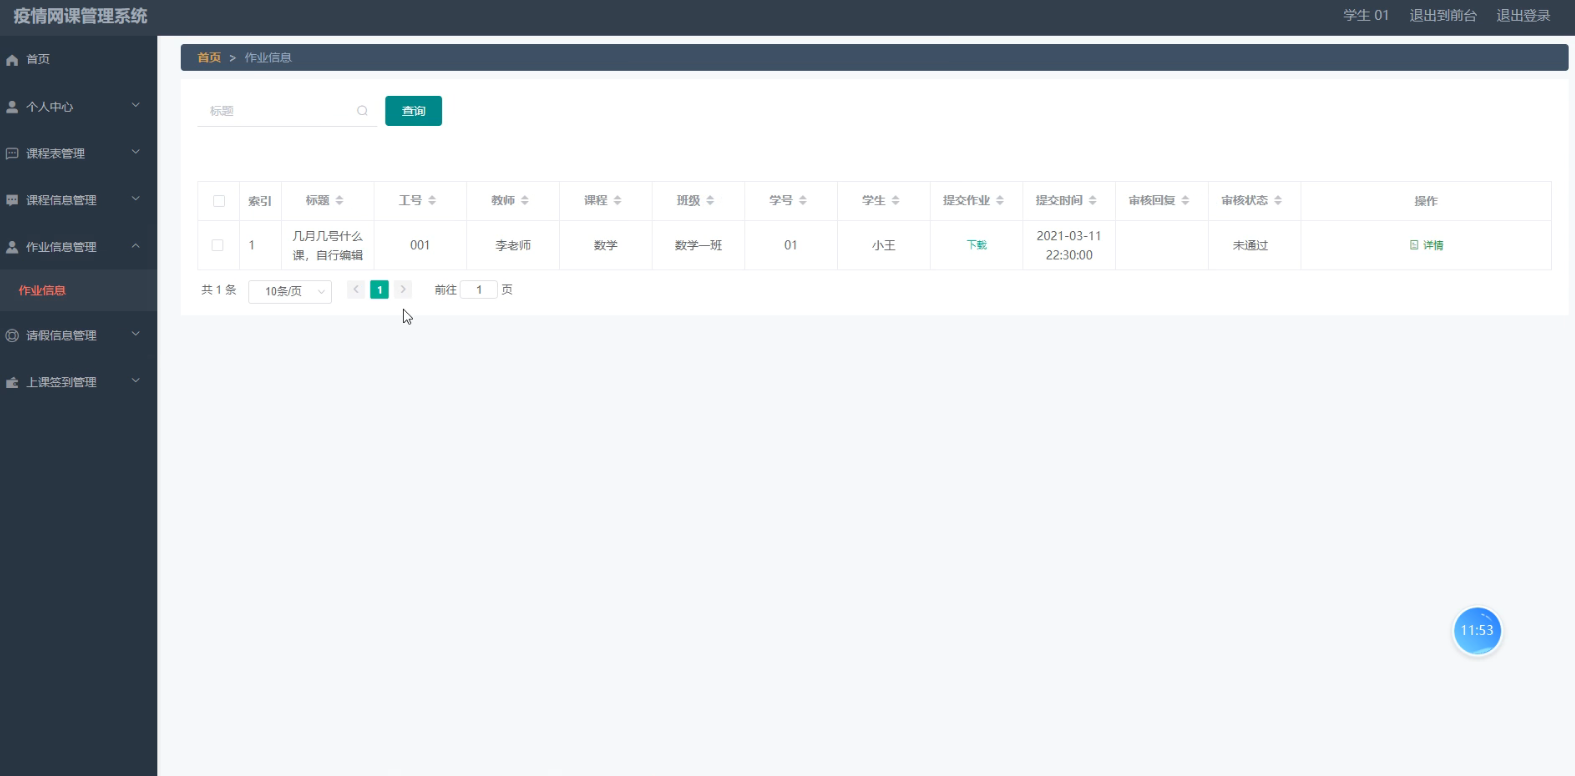 疫情网课管理系统
学生 01 退出到前台 退出登录
首页
个人中心
课程表管理
课程信息管理
作业信息管理
作业信息
请假信息管理
上课签到管理
首页 > 作业信息
标题 查询
索引 标题 工号 教师 课程 班级 学号 学生 提交作业 提交时间 审核回复 审核状态 操作
1 几月几号什么课，自行编辑 001 李老师 数学 数学一班 01 小王 下载 2021-03-11 22:30:00 未通过 详情
共 1 条 10条/页 < 1 > 前往 1 页
11:53